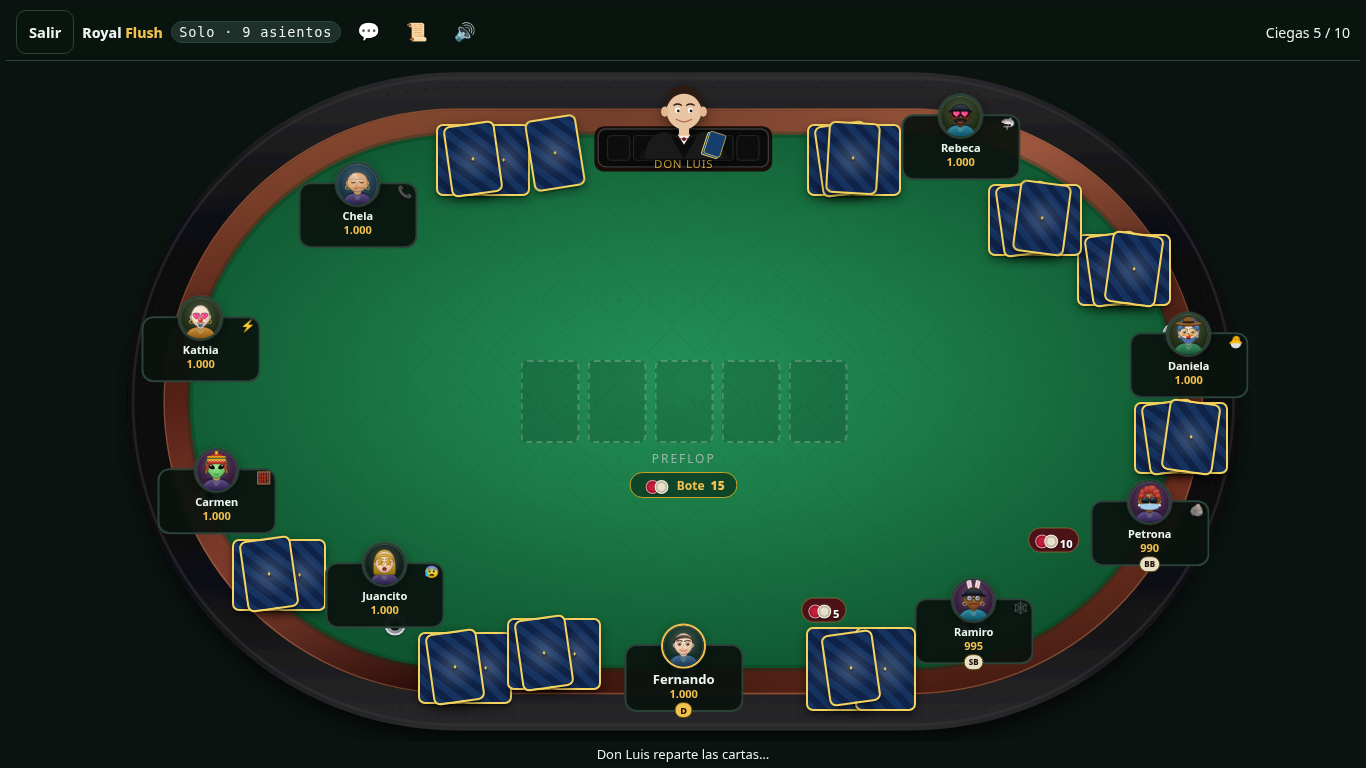 Salir Royal Flush Solo · 9 asientos Ciegas 5 / 10
DON LUIS
Rebeca
1.000
Chela
1.000
Kathia
1.000
Daniela
1.000
PREFLOP
Bote 15
Carmen
1.000
Petrona
990
BB
10
Juancito
1.000
5
Ramiro
995
SB
Fernando
1.000
D
Don Luis reparte las cartas...